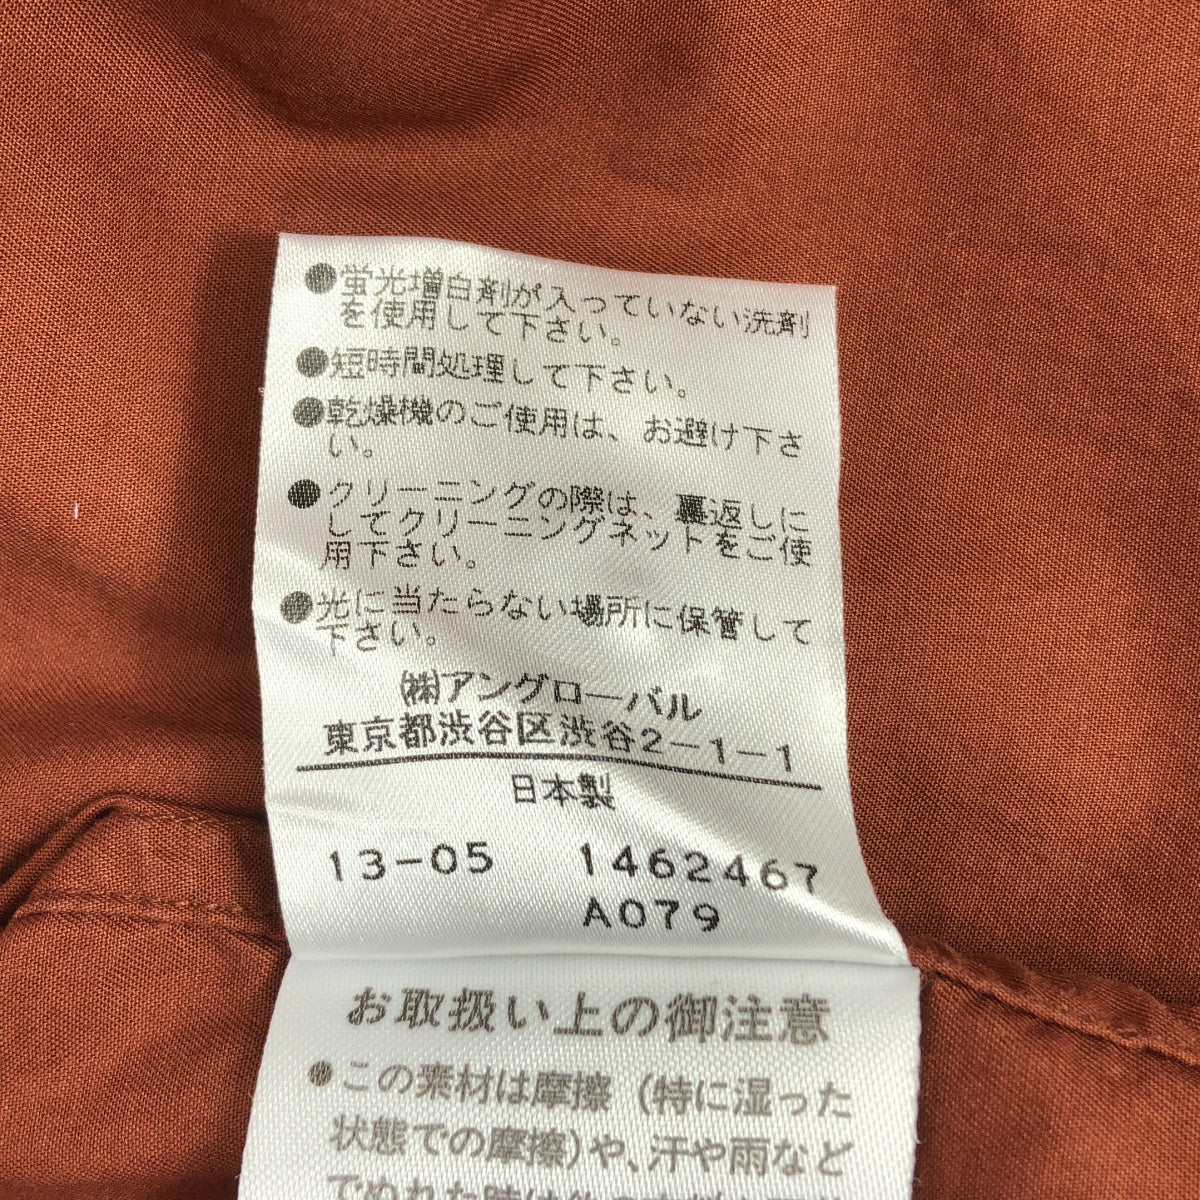 ●蛍光増白剤が入っていない洗剤
を使用して下さい。
●短時間処理して下さい。
●乾燥機のご使用は、お避け下さ
い。
●クリーニングの際は、裏返しに
してクリーニングネットをご使
用下さい。
●光に当たらない場所に保管して
下さい。
㈱アングローバル
東京都渋谷区渋谷2-1-1
日本製
13-05 1462467
A079
お取扱い上の御注意
●この素材は摩擦(特に湿った
状態での摩擦)や、汗や雨など
でぬれた時は他の